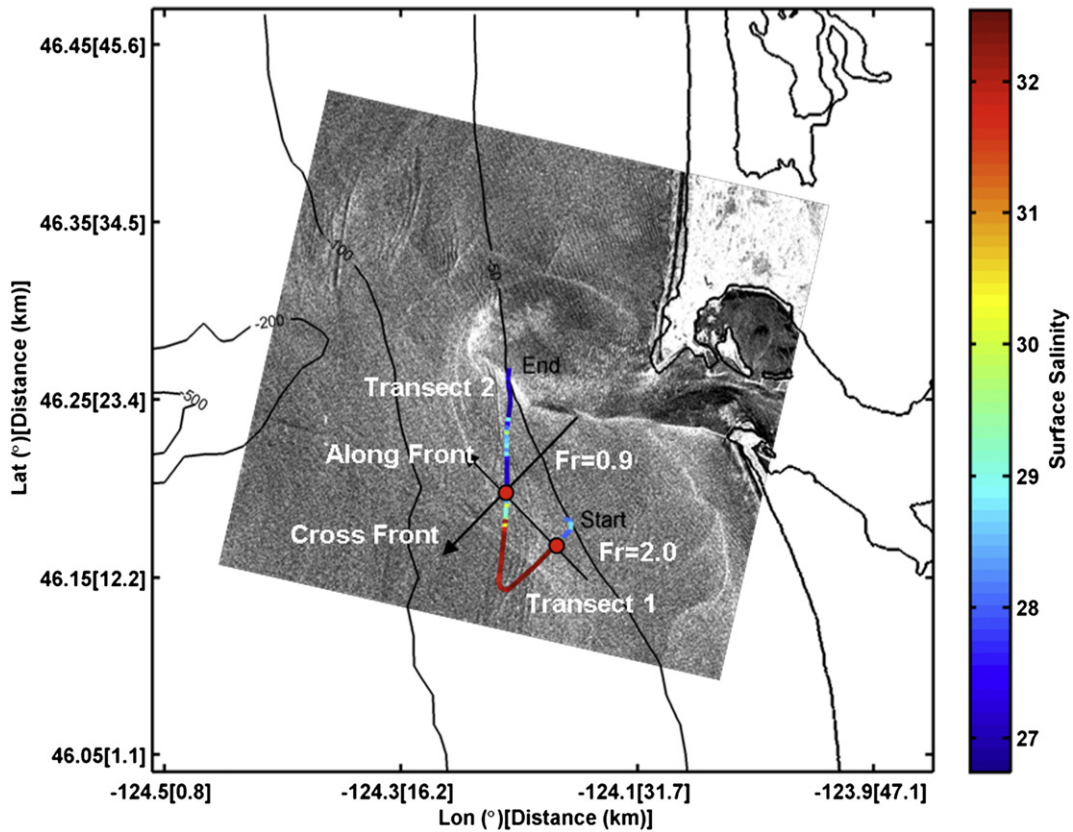 46.45[45.6]
46.35[34.5]
46.25[23.4]
46.15[12.2]
46.05[1.1]
Lat (°)[Distance (km)]
-124.5[0.8]
-124.3[16.2]
-124.1[31.7]
-123.9[47.1]
Lon (°)[Distance (km)]
-100
-50
-200
-500
End
Transect 2
Along Front
Fr=0.9
Cross Front
Start
Fr=2.0
Transect 1
32
31
30
29
28
27
Surface Salinity